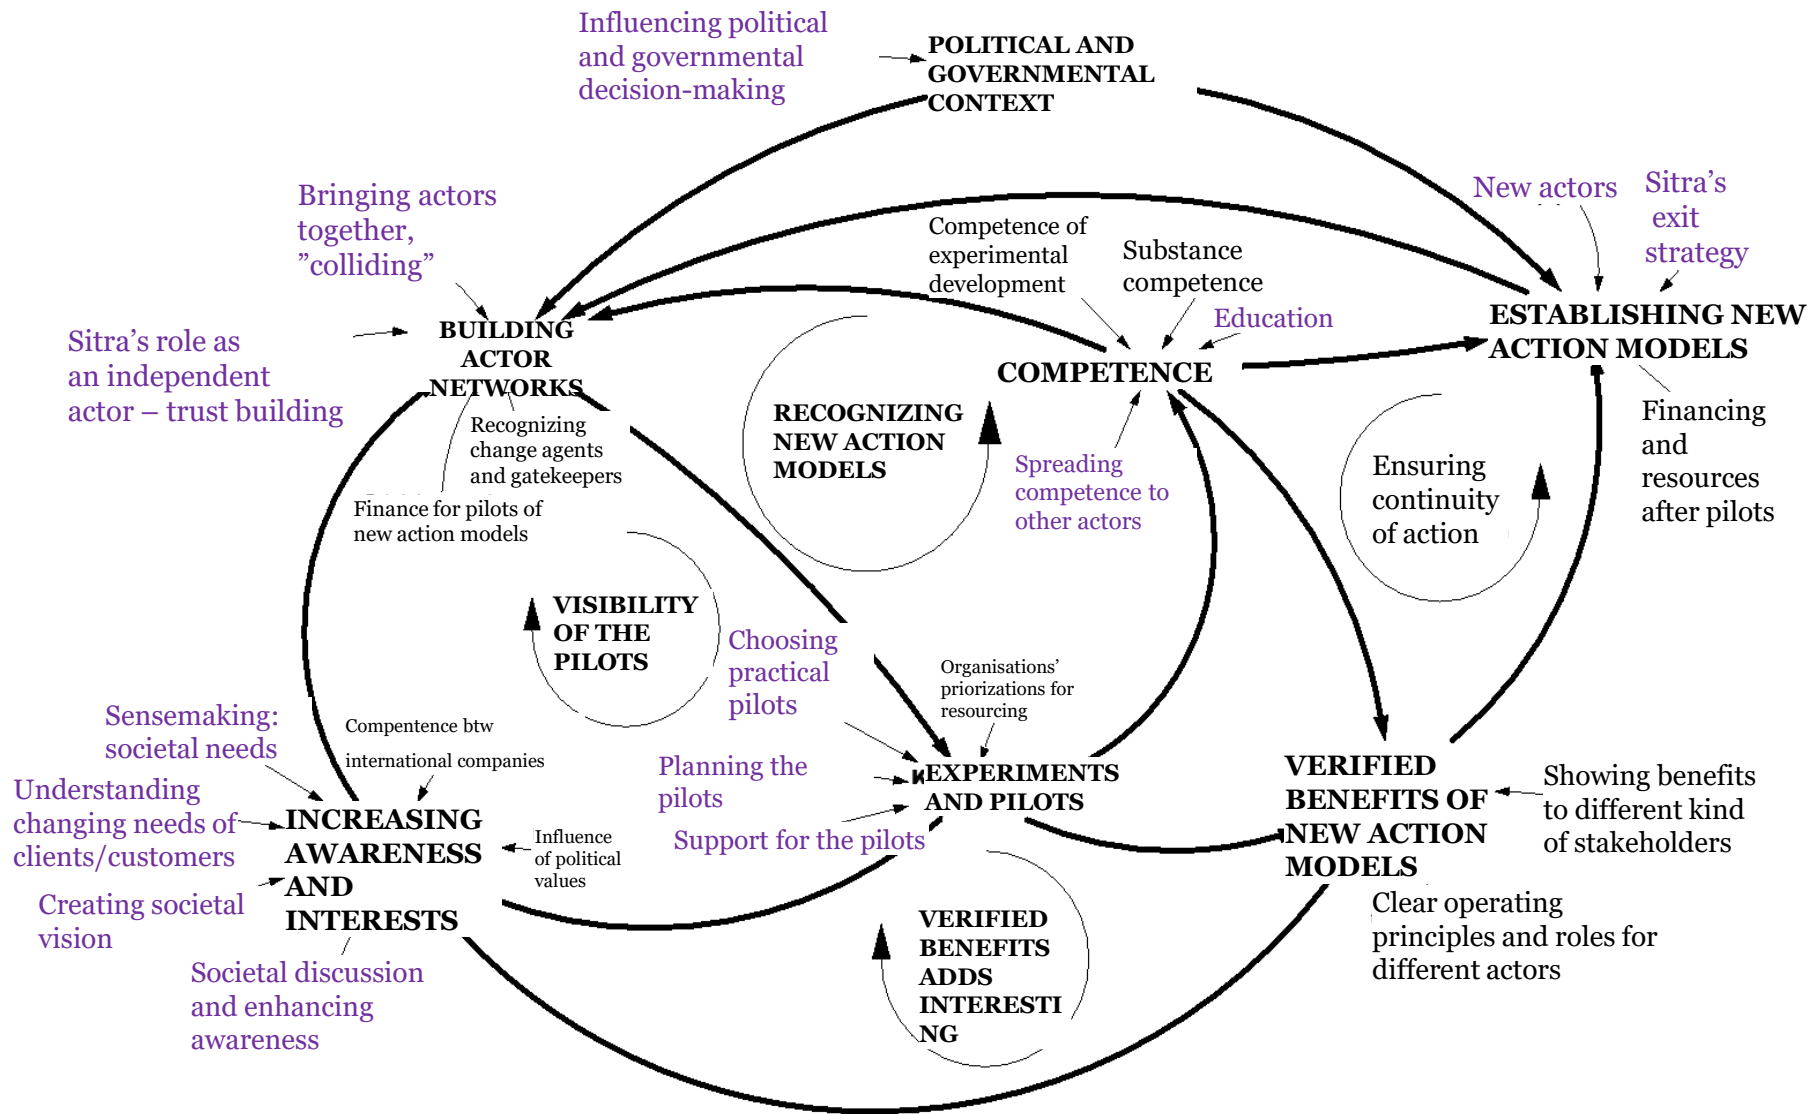 Influencing political
and governmental
decision-making
POLITICAL AND
GOVERNMENTAL
CONTEXT
Bringing actors
together,
”colliding”
New actors
Sitra’s
exit
strategy
Competence of
experimental
development
Substance
competence
Education
Sitra’s role as
an independent
actor – trust building
BUILDING
ACTOR
NETWORKS
ESTABLISHING NEW
ACTION MODELS
COMPETENCE
Recognizing
change agents
and gatekeepers
Finance for pilots of
new action models
RECOGNIZING
NEW ACTION
MODELS
Spreading
competence to
other actors
Ensuring
continuity
of action
Financing
and
resources
after pilots
VISIBILITY
OF THE
PILOTS
Choosing
practical
pilots
Organisations’
priorizations for
resourcing
Sensemaking:
societal needs
Compentence btw
international companies
Understanding
changing needs of
clients/customers
Creating societal
vision
INCREASING
AWARENESS
AND
INTERESTS
Influence
of political
values
Societal discussion
and enhancing
awareness
Planning the
pilots
Support for the pilots
EXPERIMENTS
AND PILOTS
VERIFIED
BENEFITS OF
NEW ACTION
MODELS
Showing benefits
to different kind
of stakeholders
Clear operating
principles and roles for
different actors
VERIFIED
BENEFITS
ADDS
INTERESTI
NG